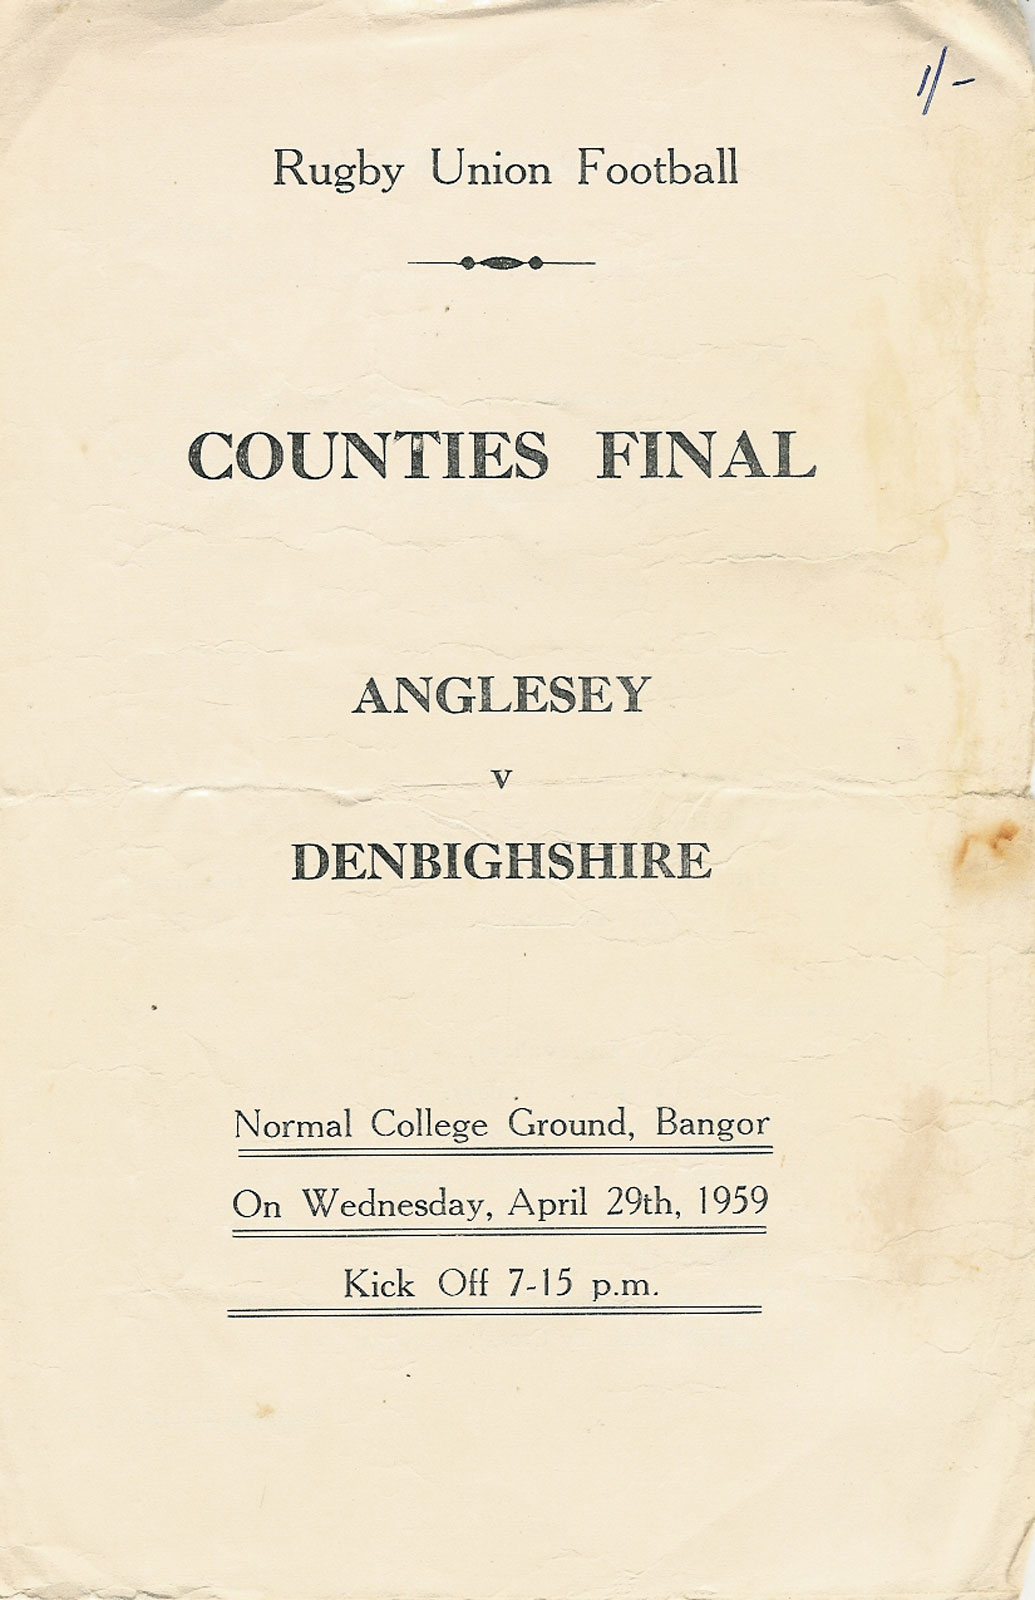 1/-
Rugby Union Football
COUNTIES FINAL
ANGLESEY
v
DENBIGHSHIRE
Normal College Ground, Bangor
On Wednesday, April 29th, 1959
Kick Off 7-15 p.m.